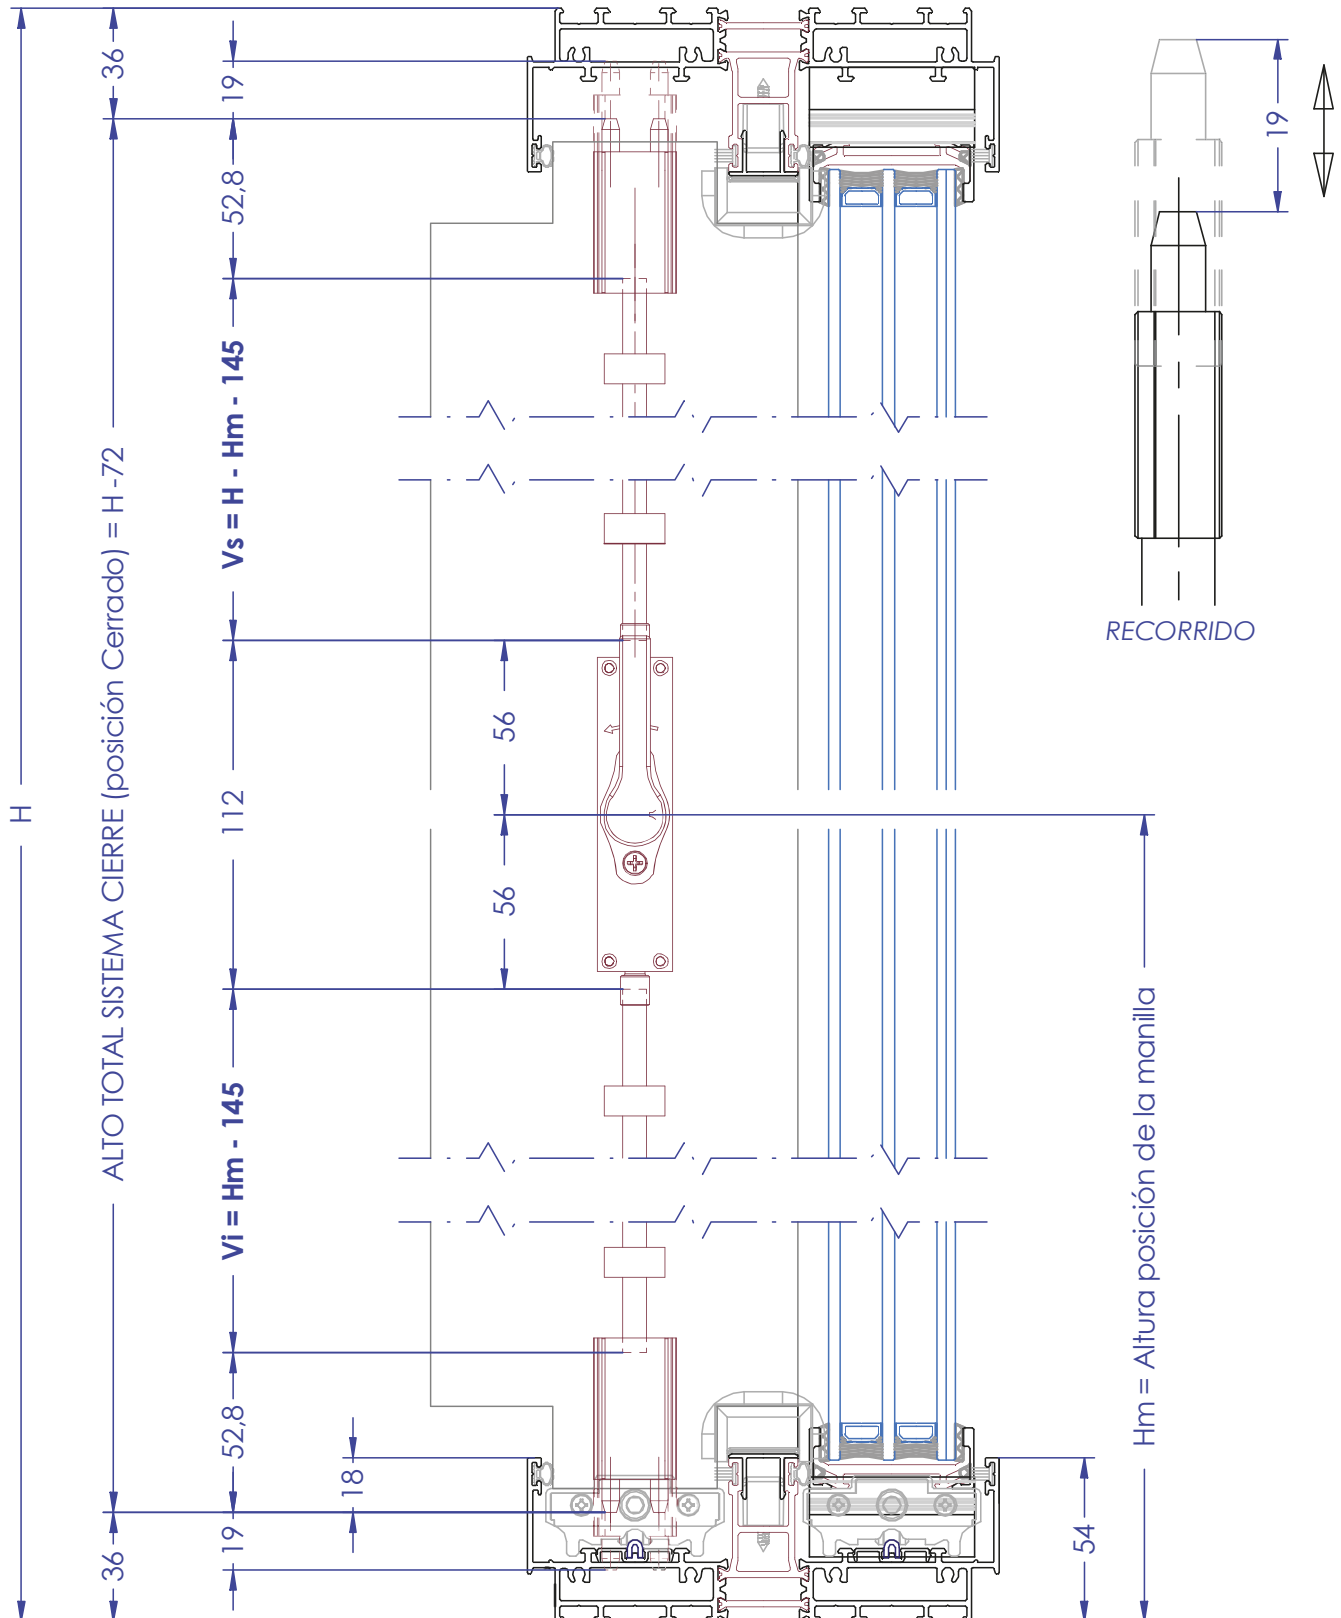 H
36
ALTO TOTAL SISTEMA CIERRE (posición Cerrado) = H -72
36
19
52,8
Vs = H - Hm - 145
112
Vi = Hm - 145
52,8
19
18
56
56
54
Hm = Altura posición de la manilla
19
RECORRIDO